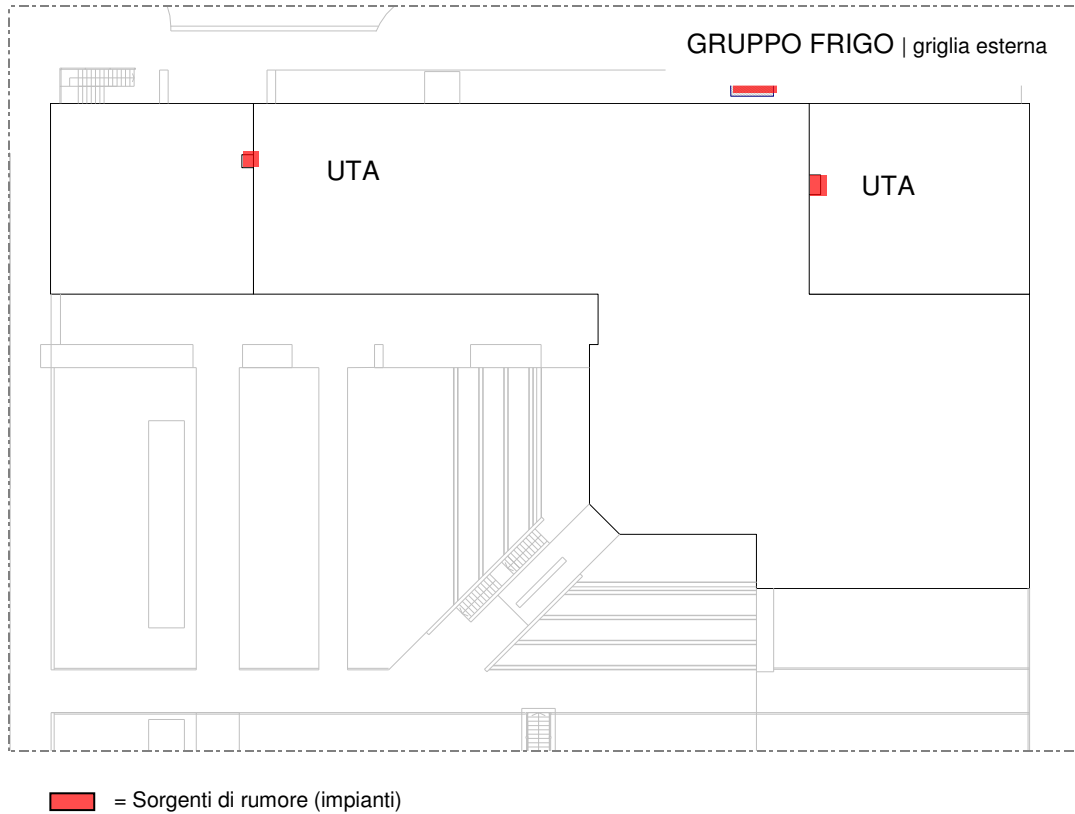 GRUPPO FRIGO | griglia esterna
UTA
UTA
= Sorgenti di rumore (impianti)